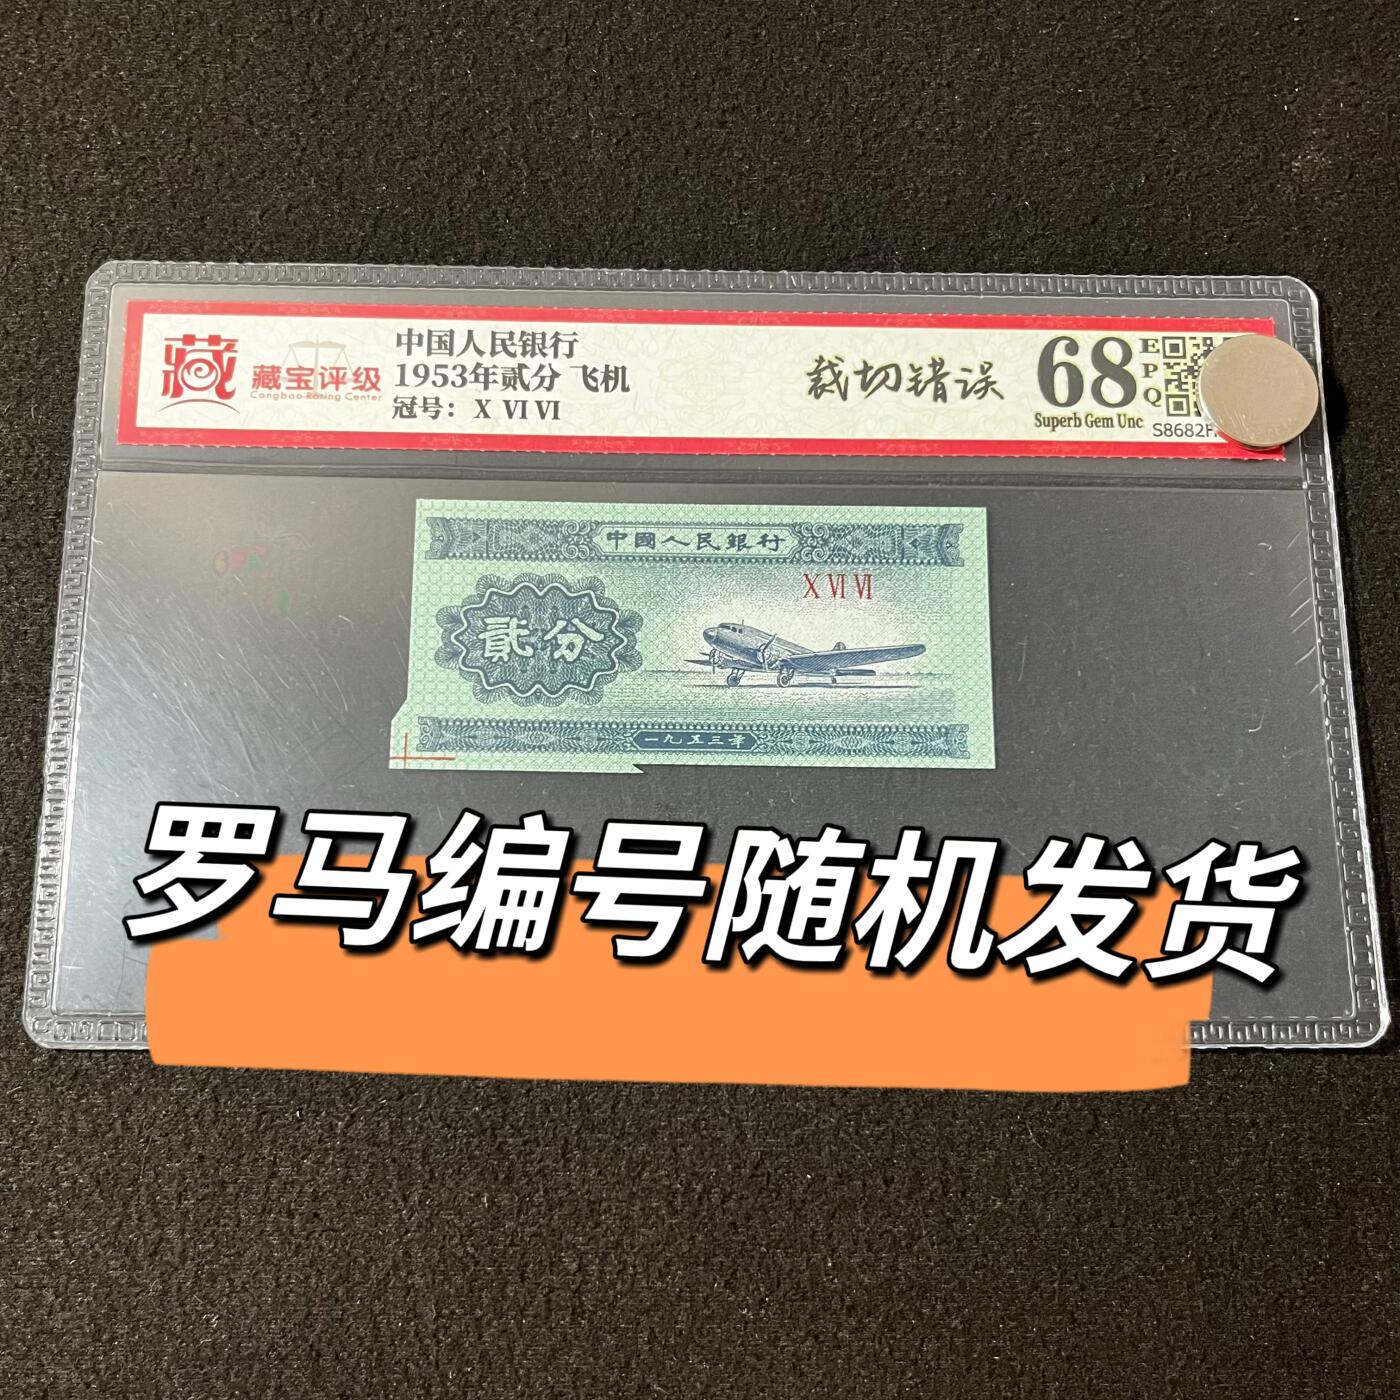 藏
藏宝评级
Congbao Rating Center
中国人民银行
1953年贰分 飞机
冠号: X VI VI
裁切错误
68
EPQ
Superb Gem Unc
S8682F
中國人民銀行
X VI VI
貳分
一九五三年
罗马编号随机发货